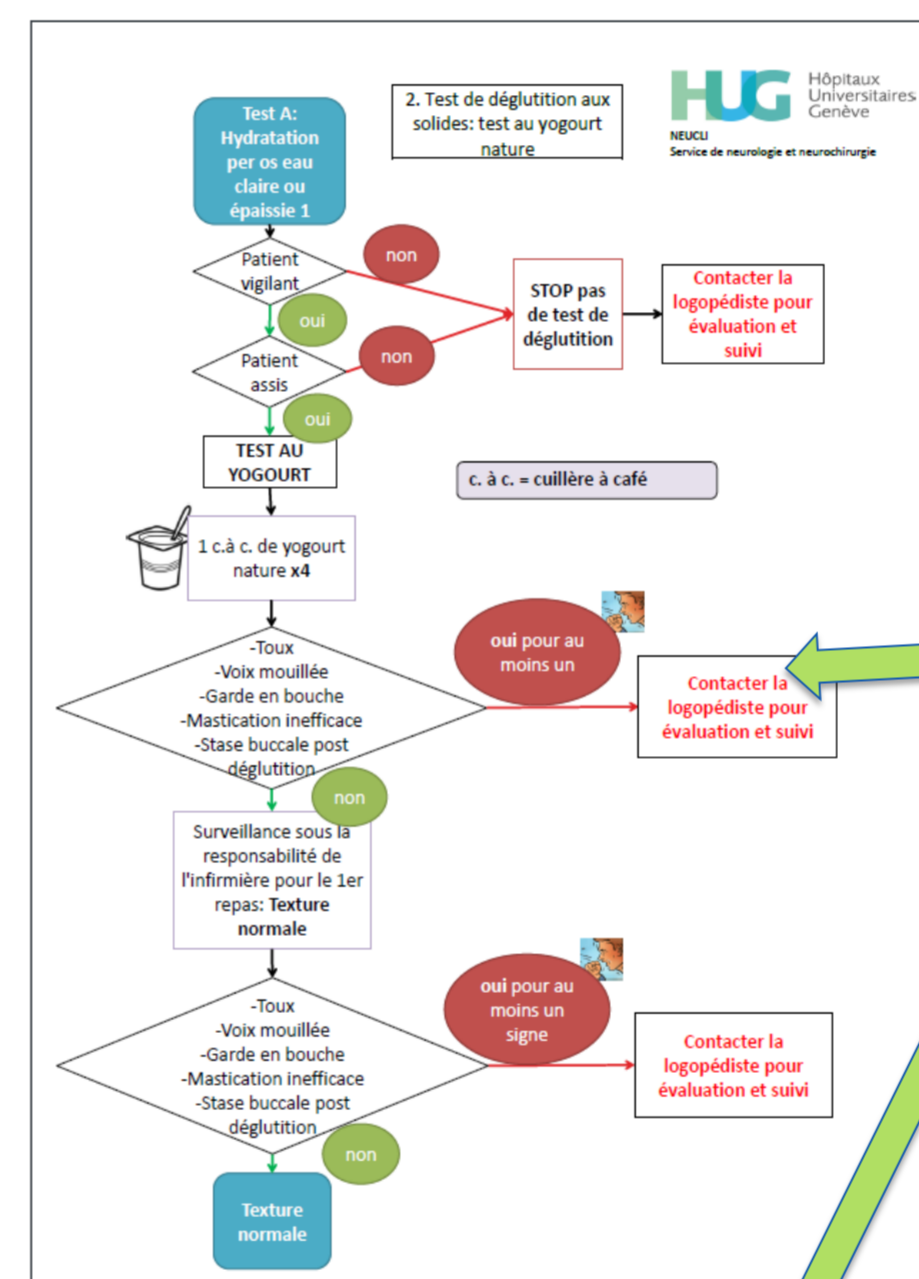 Test A:
Hydratation
per os eau
claire ou
épaissie 1
2. Test de déglutition aux
solides: test au yogourt
nature
HUG
Hôpitaux
Universitaires
Genève
NEUCLI
Service de neurologie et neurochirurgie
Patient
vigilant
non
oui
STOP pas
de test de
déglutition
Contacter la
logopédiste pour
évaluation et
suivi
Patient
assis
non
oui
TEST AU
YOGOURT
c. à c. = cuillère à café
1 c.à c. de yogourt
nature x4
-Toux
-Voix mouillée
-Garde en bouche
-Mastication inefficace
-Stase buccale post
déglutition
oui pour au
moins un
Contacter la
logopédiste pour
évaluation et suivi
non
Surveillance sous la
responsabilité de
l'infirmière pour le 1er
repas: Texture
normale
-Toux
-Voix mouillée
-Garde en bouche
-Mastication inefficace
-Stase buccale post
déglutition
oui pour au
moins un
signe
Contacter la
logopédiste pour
évaluation et suivi
non
Texture
normale